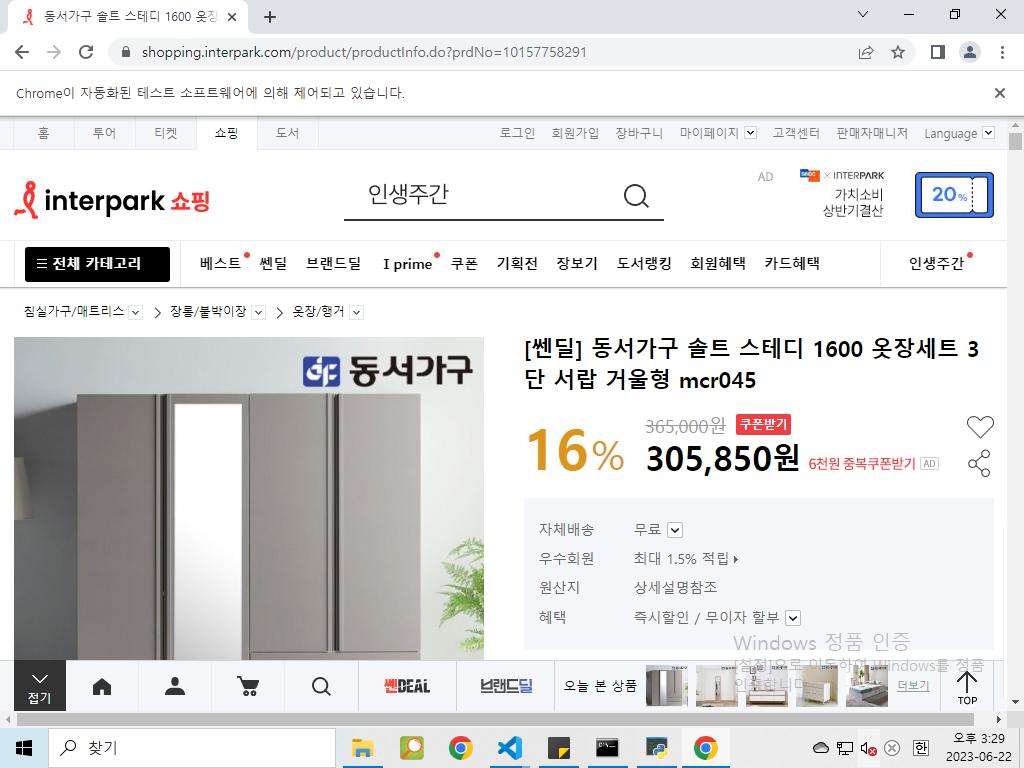 동서가구 솔트 스테디 1600 옷장
shopping.interpark.com/product/productInfo.do?prdNo=10157758291
Chrome이 자동화된 테스트 소프트웨어에 의해 제어되고 있습니다.
홈 투어 티켓 쇼핑 도서 로그인 회원가입 장바구니 마이페이지 고객센터 판매자매니저 Language
interpark 쇼핑 인생주간 AD × INTERPARK
가치소비
상반기결산
20%
전체 카테고리 베스트 쎈딜 브랜드딜 I prime 쿠폰 기획전 장보기 도서랭킹 회원혜택 카드혜택 인생주간
침실가구/매트리스 장롱/붙박이장 옷장/행거
동서가구
[쎈딜] 동서가구 솔트 스테디 1600 옷장세트 3
단 서랍 거울형 mcr045
16% 365,000원 쿠폰받기
305,850원 6천원 중복쿠폰받기 AD
자체배송 무료
우수회원 최대 1.5% 적립
원산지 상세설명참조
혜택 즉시할인 / 무이자 할부
Windows 정품 인증
[설정]으로 이동하여 Windows를 정품
인증합니다.
접기 쎈DEAL 브랜드딜 오늘 본 상품 더보기 TOP
찾기
한
오후 3:29
2023-06-22